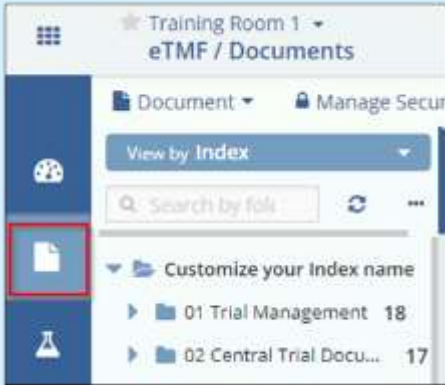 Training Room 1
eTMF / Documents
Document Manage Secur
View by Index
Search by fol
Customize your Index name
01 Trial Management 18
02 Central Trial Docu... 17